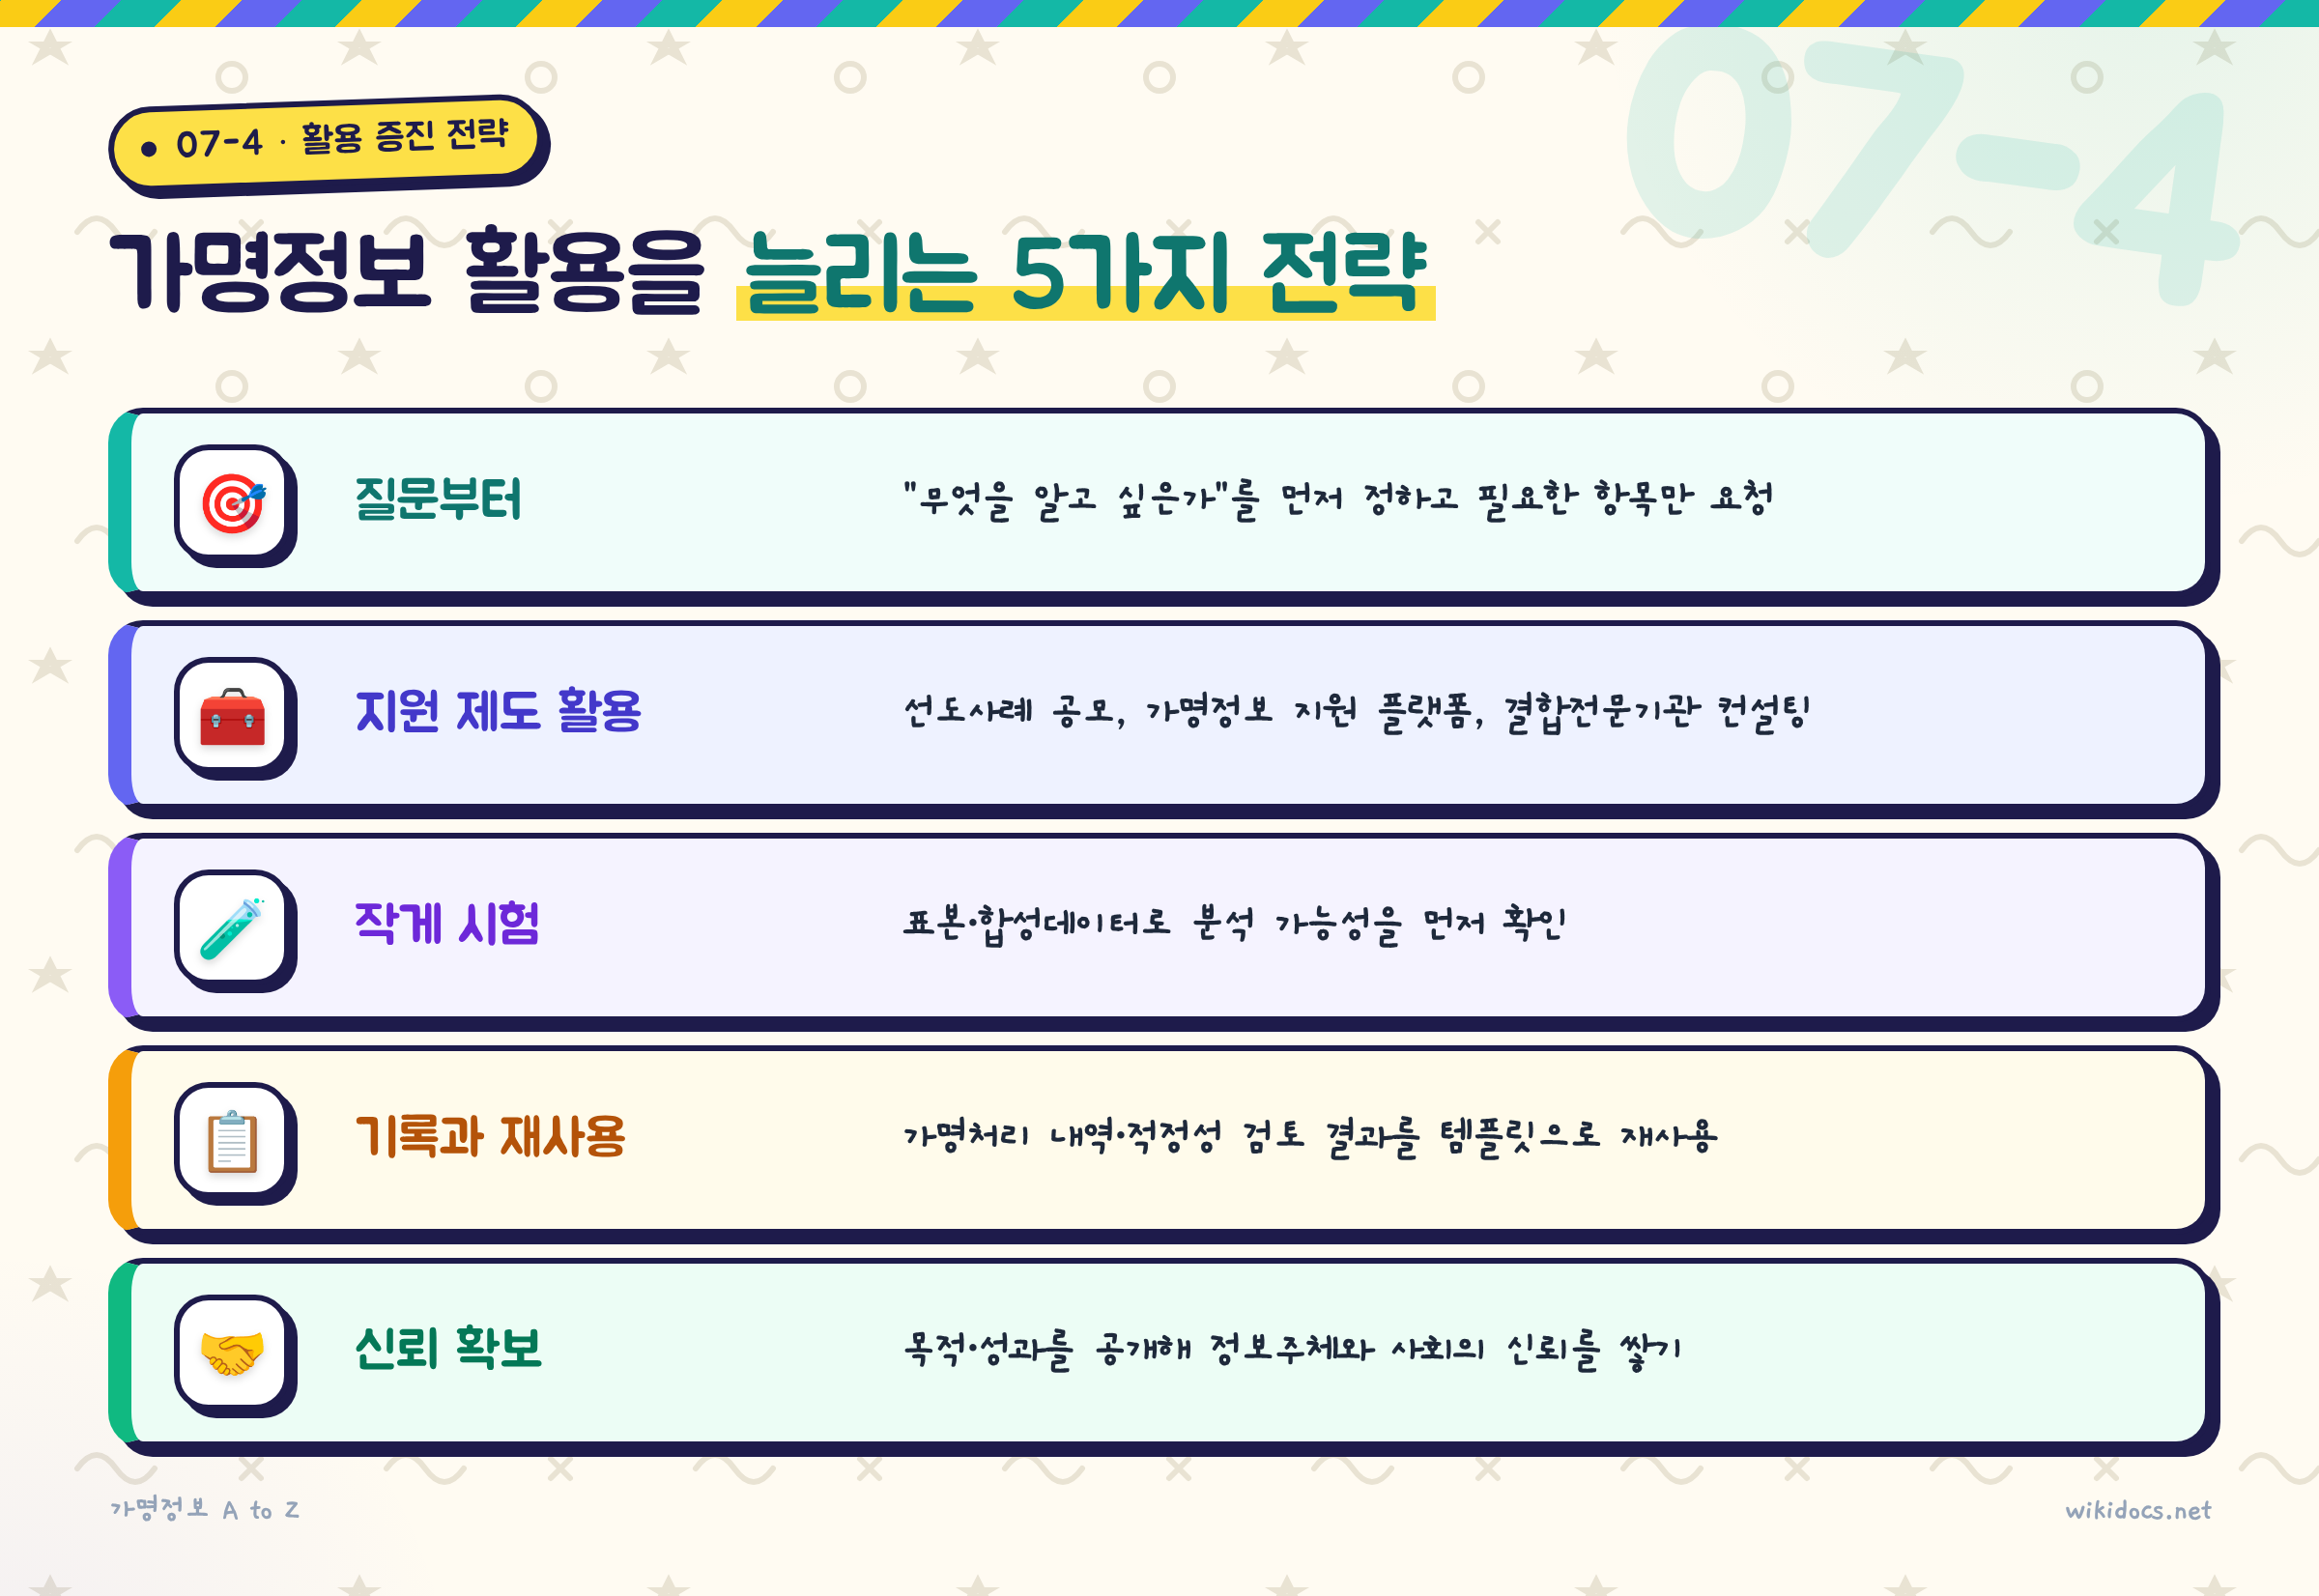 07-4
07-4 · 활용 증진 전략
가명정보 활용을 늘리는 5가지 전략
질문부터
"무엇을 알고 싶은가"를 먼저 정하고 필요한 항목만 요청
지원 제도 활용
선도사례 공모, 가명정보 지원 플랫폼, 결합전문기관 컨설팅
작게 시험
표본·합성데이터로 분석 가능성을 먼저 확인
기록과 재사용
가명처리 내역·적정성 검토 결과를 템플릿으로 재사용
신뢰 확보
목적·성과를 공개해 정보주체와 사회의 신뢰를 쌓기
가명정보 A to Z
wikidocs.net